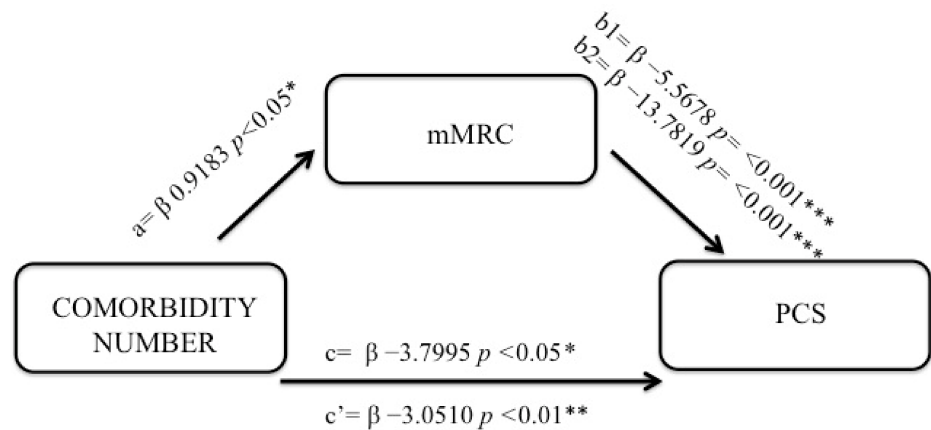 b1= β −5.5678 p= <0.001***
b2= β −13.7819 p= <0.001***
a= β 0.9183 p<0.05*
mMRC
COMORBIDITY
NUMBER
PCS
c= β −3.7995 p <0.05*
c’= β −3.0510 p <0.01**